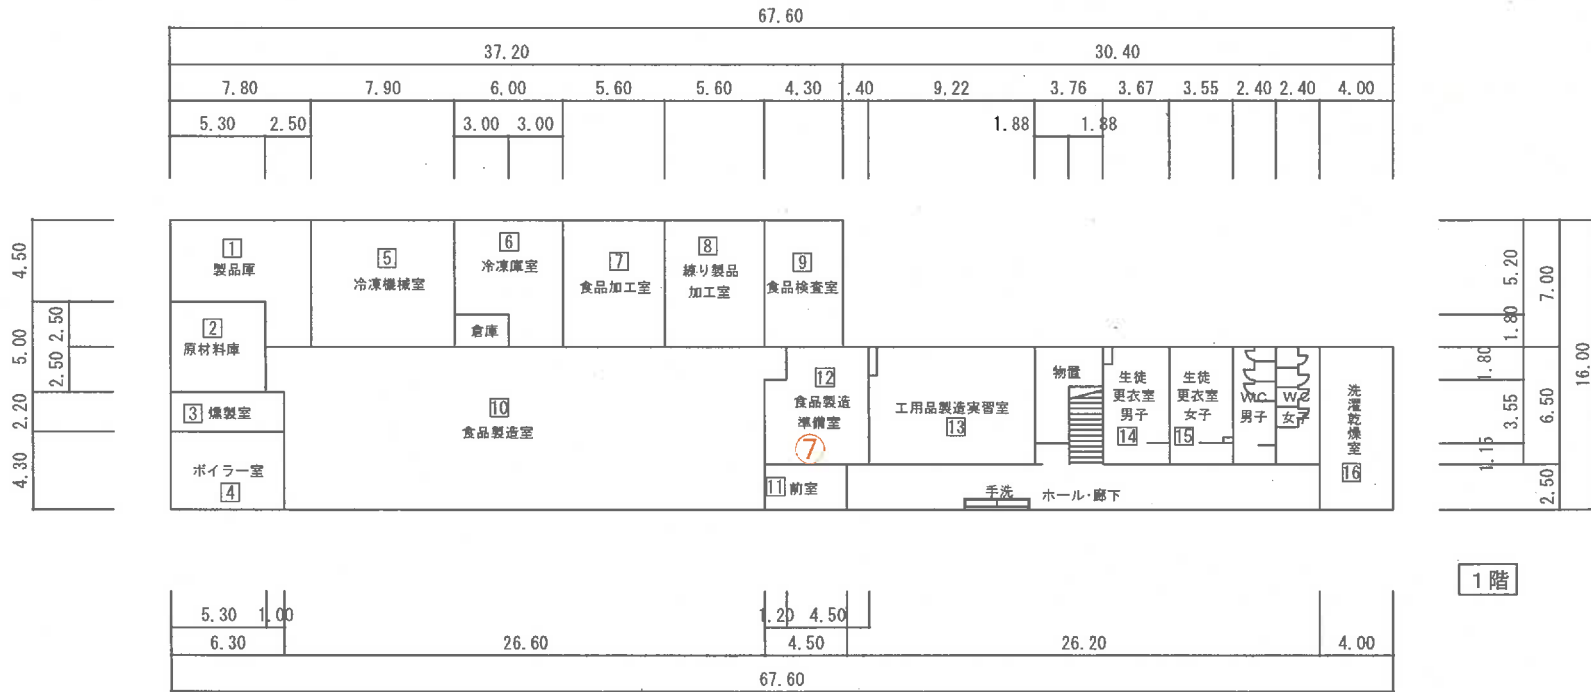 67.60
37.20 30.40
7.80 7.90 6.00 5.60 5.60 4.30 1.40 9.22 3.76 3.67 3.55 2.40 2.40 4.00
5.30 2.50 3.00 3.00 1.88 1.88
4.50
5.00
2.20
4.30
2.50
2.50
1
製品庫
2
原材料庫
3 燻製室
ボイラー室
4
5
冷凍機械室
6
冷凍庫室
倉庫
7
食品加工室
8
練り製品
加工室
9
食品検査室
10
食品製造室
11 前室
12
食品製造
準備室
⑦
工用品製造実習室
13
物置
生徒
更衣室
男子
14
生徒
更衣室
女子
15
WC
男子
WC
女子
洗濯乾燥室
16
手洗
ホール・廊下
5.20
1.80
1.80
3.55
1.15
7.00
6.50
2.50
16.00
1階
5.30 1.00 1.20 4.50
6.30 26.60 4.50 26.20 4.00
67.60